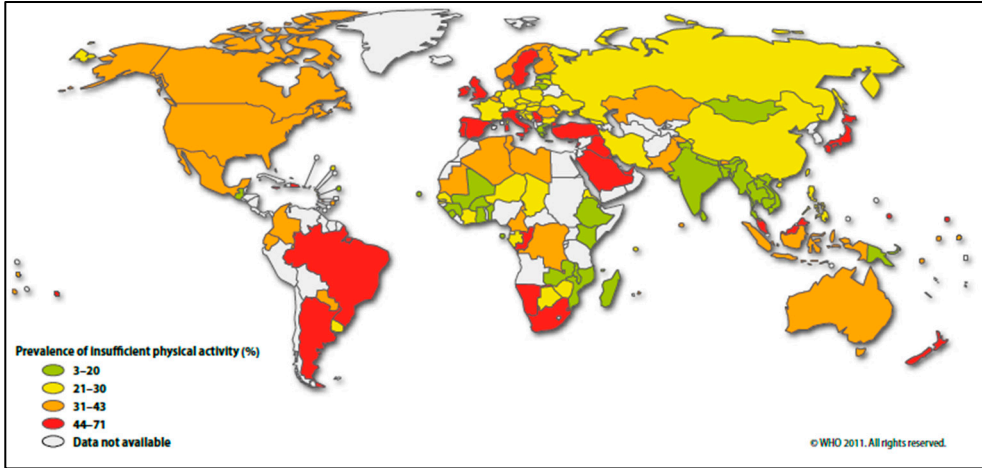 Prevalence of insufficient physical activity (%)
3–20
21–30
31–43
44–71
Data not available
© WHO 2011. All rights reserved.